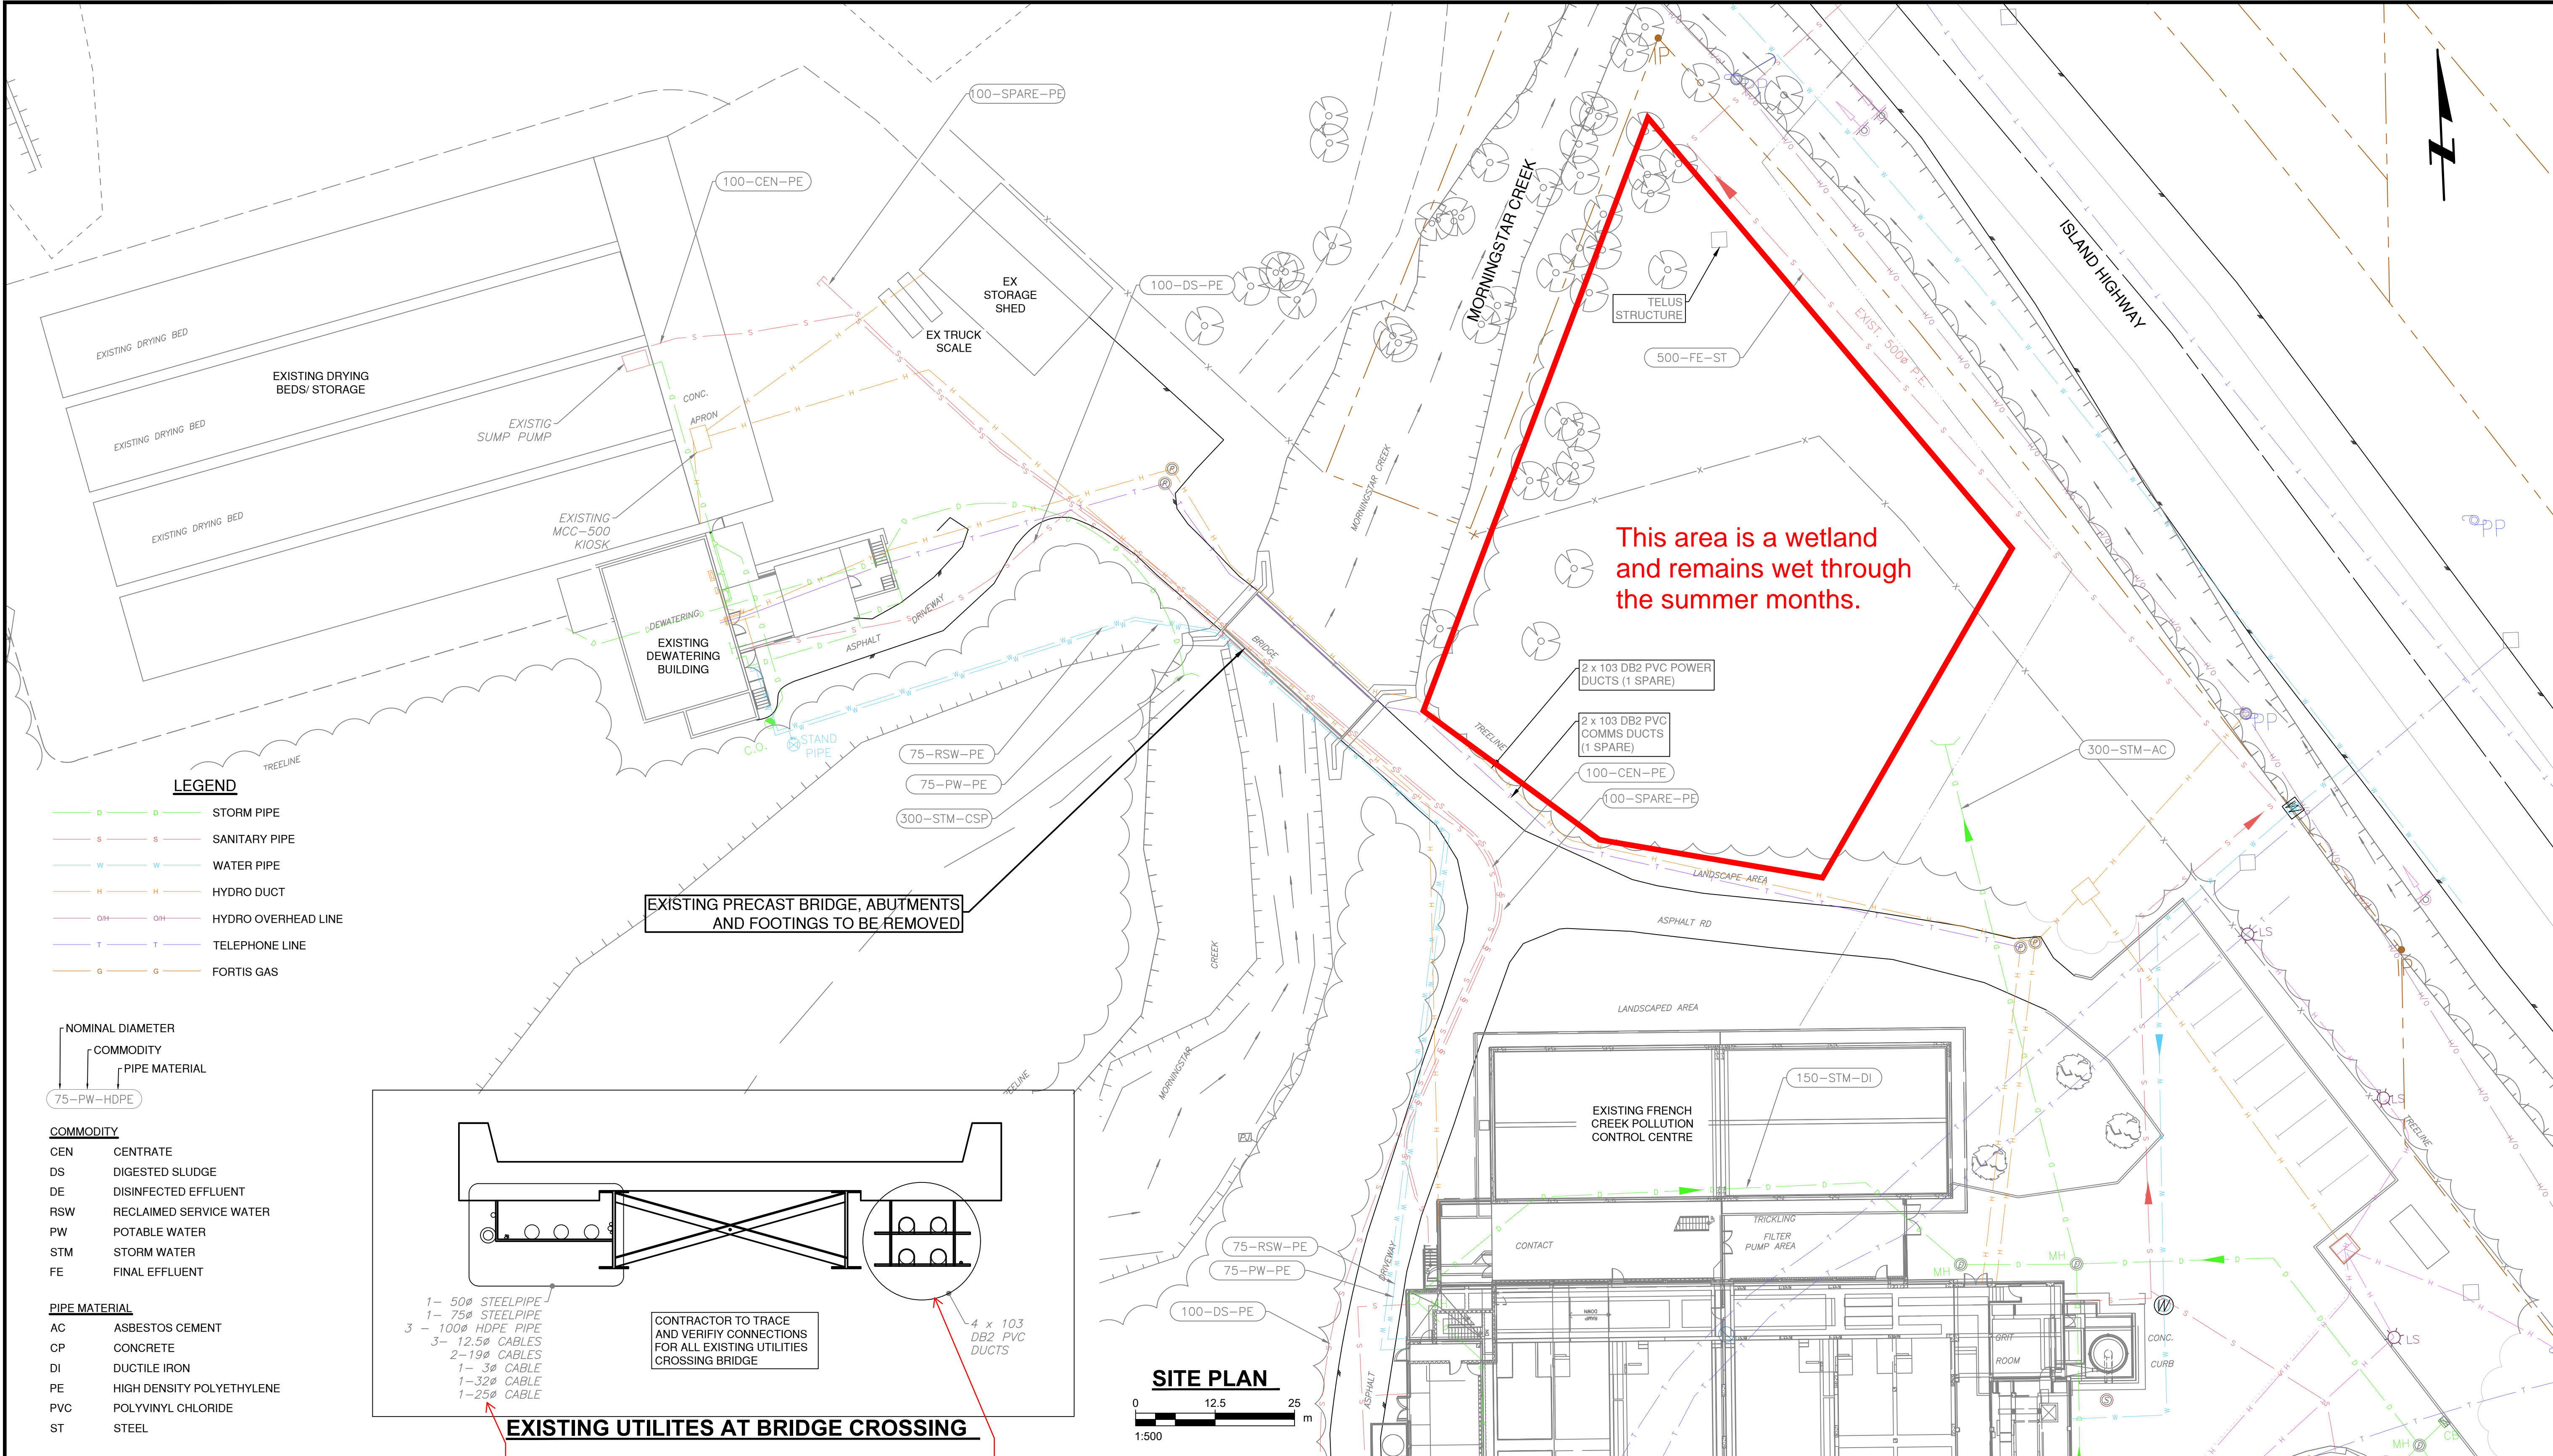 100-SPARE-PE
100-CEN-PE
EX
STORAGE
SHED
EX TRUCK
SCALE
100-DS-PE
EXISTING DRYING BED
EXISTING DRYING
BEDS/ STORAGE
EXISTING DRYING BED
EXISTING DRYING BED
CONC.
APRON
EXISTIG
SUMP PUMP
EXISTING
MCC-500
KIOSK
DEWATERING
EXISTING
DEWATERING
BUILDING
ASPHALT
DRIVEWAY
C.O.
STAND
PIPE
TREELINE
MORNINGSTAR CREEK
MORNINGSTAR CREEK
BRIDGE
TELUS
STRUCTURE
500-FE-ST
EXIST. 500ø P.E.
ISLAND HIGHWAY
PP
PP
This area is a wetland
and remains wet through
the summer months.
2 x 103 DB2 PVC POWER
DUCTS (1 SPARE)
2 x 103 DB2 PVC
COMMS DUCTS
(1 SPARE)
100-CEN-PE
100-SPARE-PE
300-STM-AC
TREELINE
LANDSCAPE AREA
ASPHALT RD
LANDSCAPED AREA
75-RSW-PE
75-PW-PE
300-STM-CSP
EXISTING PRECAST BRIDGE, ABUTMENTS
AND FOOTINGS TO BE REMOVED
LEGEND
D D STORM PIPE
S S SANITARY PIPE
W W WATER PIPE
H H HYDRO DUCT
O/H O/H HYDRO OVERHEAD LINE
T T TELEPHONE LINE
G G FORTIS GAS
NOMINAL DIAMETER
COMMODITY
PIPE MATERIAL
75-PW-HDPE
COMMODITY
CEN CENTRATE
DS DIGESTED SLUDGE
DE DISINFECTED EFFLUENT
RSW RECLAIMED SERVICE WATER
PW POTABLE WATER
STM STORM WATER
FE FINAL EFFLUENT
PIPE MATERIAL
AC ASBESTOS CEMENT
CP CONCRETE
DI DUCTILE IRON
PE HIGH DENSITY POLYETHYLENE
PVC POLYVINYL CHLORIDE
ST STEEL
1- 50ø STEELPIPE
1- 75ø STEELPIPE
3 - 100ø HDPE PIPE
3- 12.5ø CABLES
2-19ø CABLES
1- 3ø CABLE
1-32ø CABLE
1-25ø CABLE
CONTRACTOR TO TRACE
AND VERIFIY CONNECTIONS
FOR ALL EXISTING UTILITIES
CROSSING BRIDGE
4 x 103
DB2 PVC
DUCTS
EXISTING UTILITES AT BRIDGE CROSSING
CREEK
MORNINGSTAR
75-RSW-PE
75-PW-PE
100-DS-PE
DRIVEWAY
ASPHALT
SITE PLAN
0 12.5 25
m
1:500
EXISTING FRENCH
CREEK POLLUTION
CONTROL CENTRE
150-STM-DI
CONTACT
TRICKLING
FILTER
PUMP AREA
MH
MH
GRIT
ROOM
CONC.
CURB
LS
LS
LS
TREELINE
MH
CB